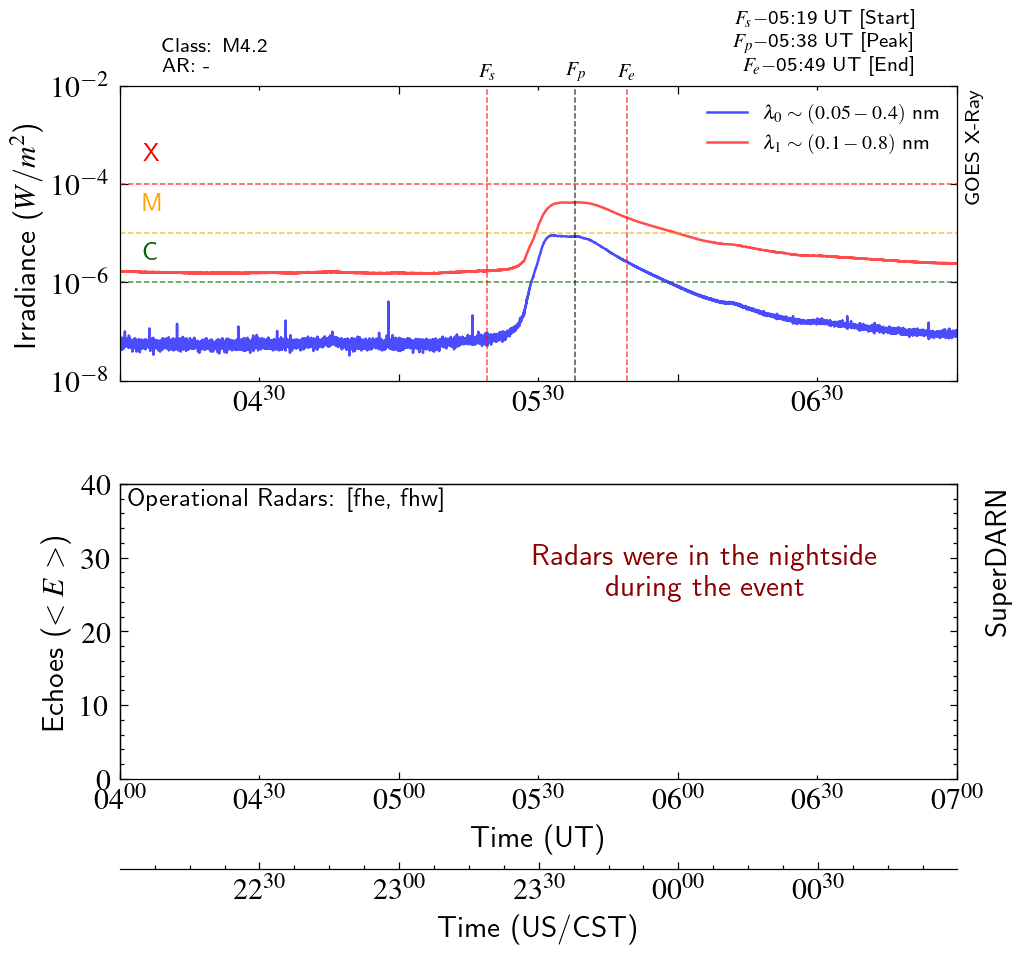 F_s−05:19 UT [Start]
Class: M4.2
F_p−05:38 UT [Peak]
AR: -
F_e−05:49 UT [End]
F_s F_p F_e
10^−2
10^−4
10^−6
10^−8
Irradiance (W/m^2)
X
M
C
λ_0 ∼ (0.05 − 0.4) nm
λ_1 ∼ (0.1 − 0.8) nm
GOES X-Ray
04^30 05^30 06^30
Operational Radars: [fhe, fhw]
Radars were in the nightside
during the event
40
30
20
10
0
Echoes (< E >)
SuperDARN
04^00 04^30 05^00 05^30 06^00 06^30 07^00
Time (UT)
22^30 23^00 23^30 00^00 00^30
Time (US/CST)